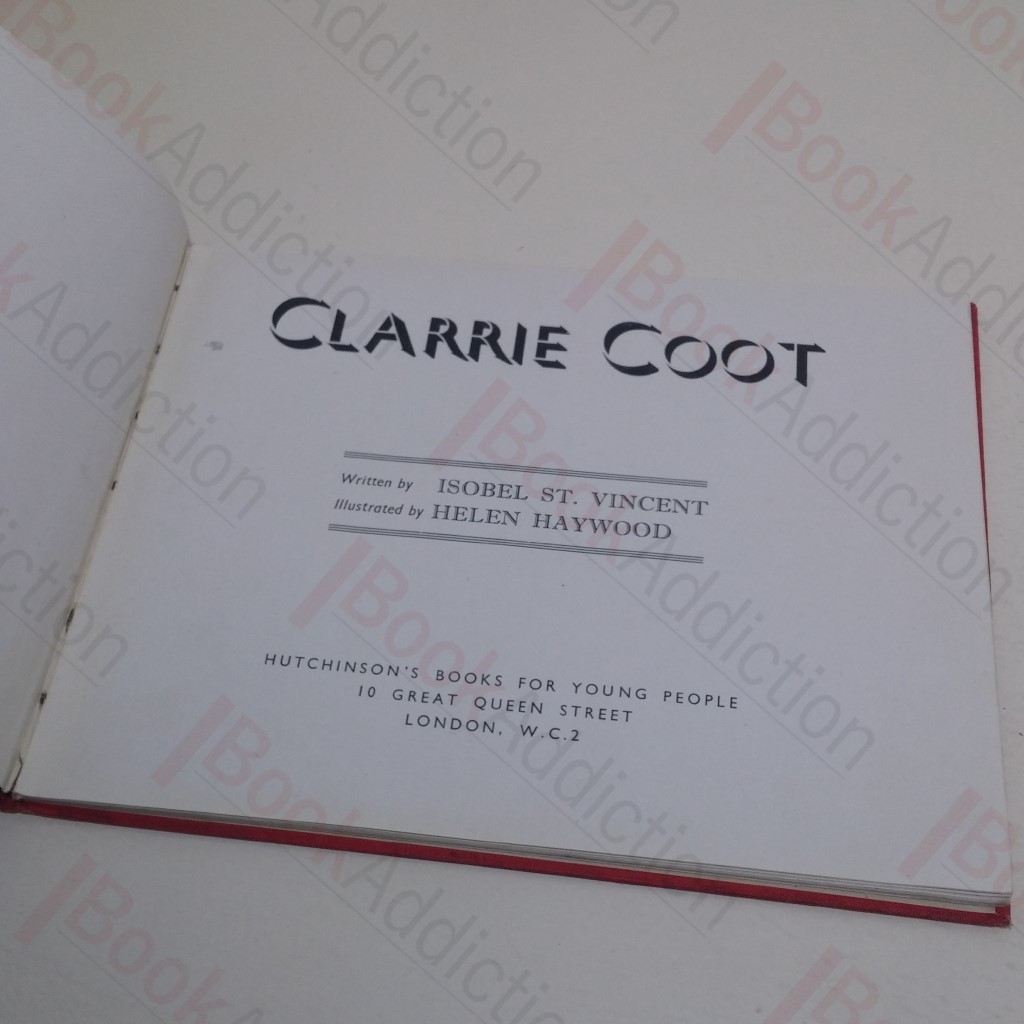 CLARRIE COOT
Written by ISOBEL ST. VINCENT
Illustrated by HELEN HAYWOOD
HUTCHINSON'S BOOKS FOR YOUNG PEOPLE
10 GREAT QUEEN STREET
LONDON, W.C.2
BookAddiction